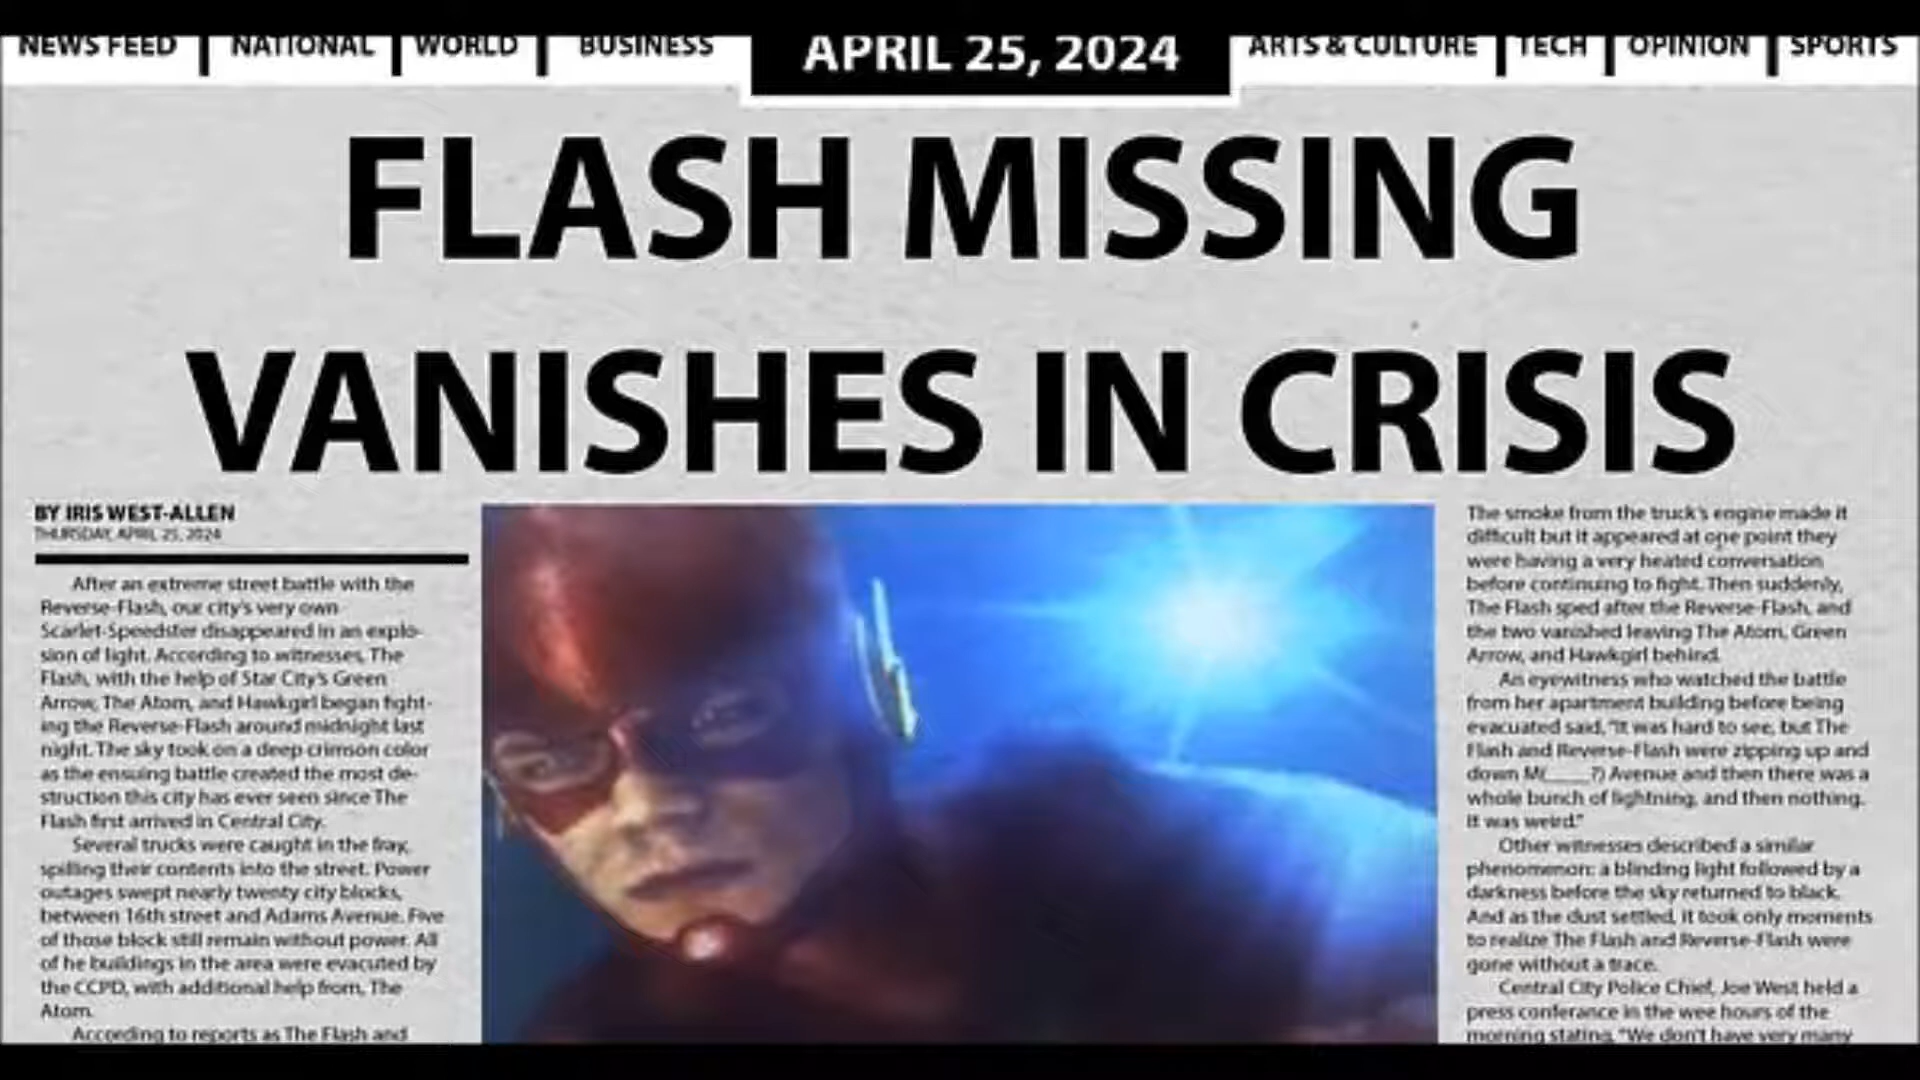 NEWS FEED NATIONAL WORLD BUSINESS APRIL 25, 2024 ARTS & CULTURE TECH OPINION SPORTS
FLASH MISSING
VANISHES IN CRISIS
BY IRIS WEST-ALLEN
THURSDAY, APRIL 25, 2024
After an extreme street battle with the
Reverse-Flash, our city's very own
Scarlet-Speedster disappeared in an explo-
sion of light. According to witnesses, The
Flash, with the help of Star City's Green
Arrow, The Atom, and Hawkgirl began fight-
ing the Reverse-Flash around midnight last
night. The sky took on a deep crimson color
as the ensuing battle created the most de-
struction this city has ever seen since The
Flash first arrived in Central City.
Several trucks were caught in the fray,
spilling their contents into the street. Power
outages swept nearly twenty city blocks,
between 16th street and Adams Avenue. Five
of those block still remain without power. All
of he buildings in the area were evacuted by
the CCPD, with additional help from, The
Atom.
According to reports as The Flash and
The smoke from the truck's engine made it
difficult but it appeared at one point they
were having a very heated conversation
before continuing to fight. Then suddenly,
The Flash sped after the Reverse-Flash, and
the two vanished leaving The Atom, Green
Arrow, and Hawkgirl behind.
An eyewitness who watched the battle
from her apartment building before being
evacuated said, "It was hard to see, but The
Flash and Reverse-Flash were zipping up and
down M(____?) Avenue and then there was a
whole bunch of lightning, and then nothing.
It was weird."
Other witnesses described a similar
phenomenon: a blinding light followed by a
darkness before the sky returned to black.
And as the dust settled, it took only moments
to realize The Flash and Reverse-Flash were
gone without a trace.
Central City Police Chief, Joe West held a
press conferance in the wee hours of the
morning stating, "We don't have very many